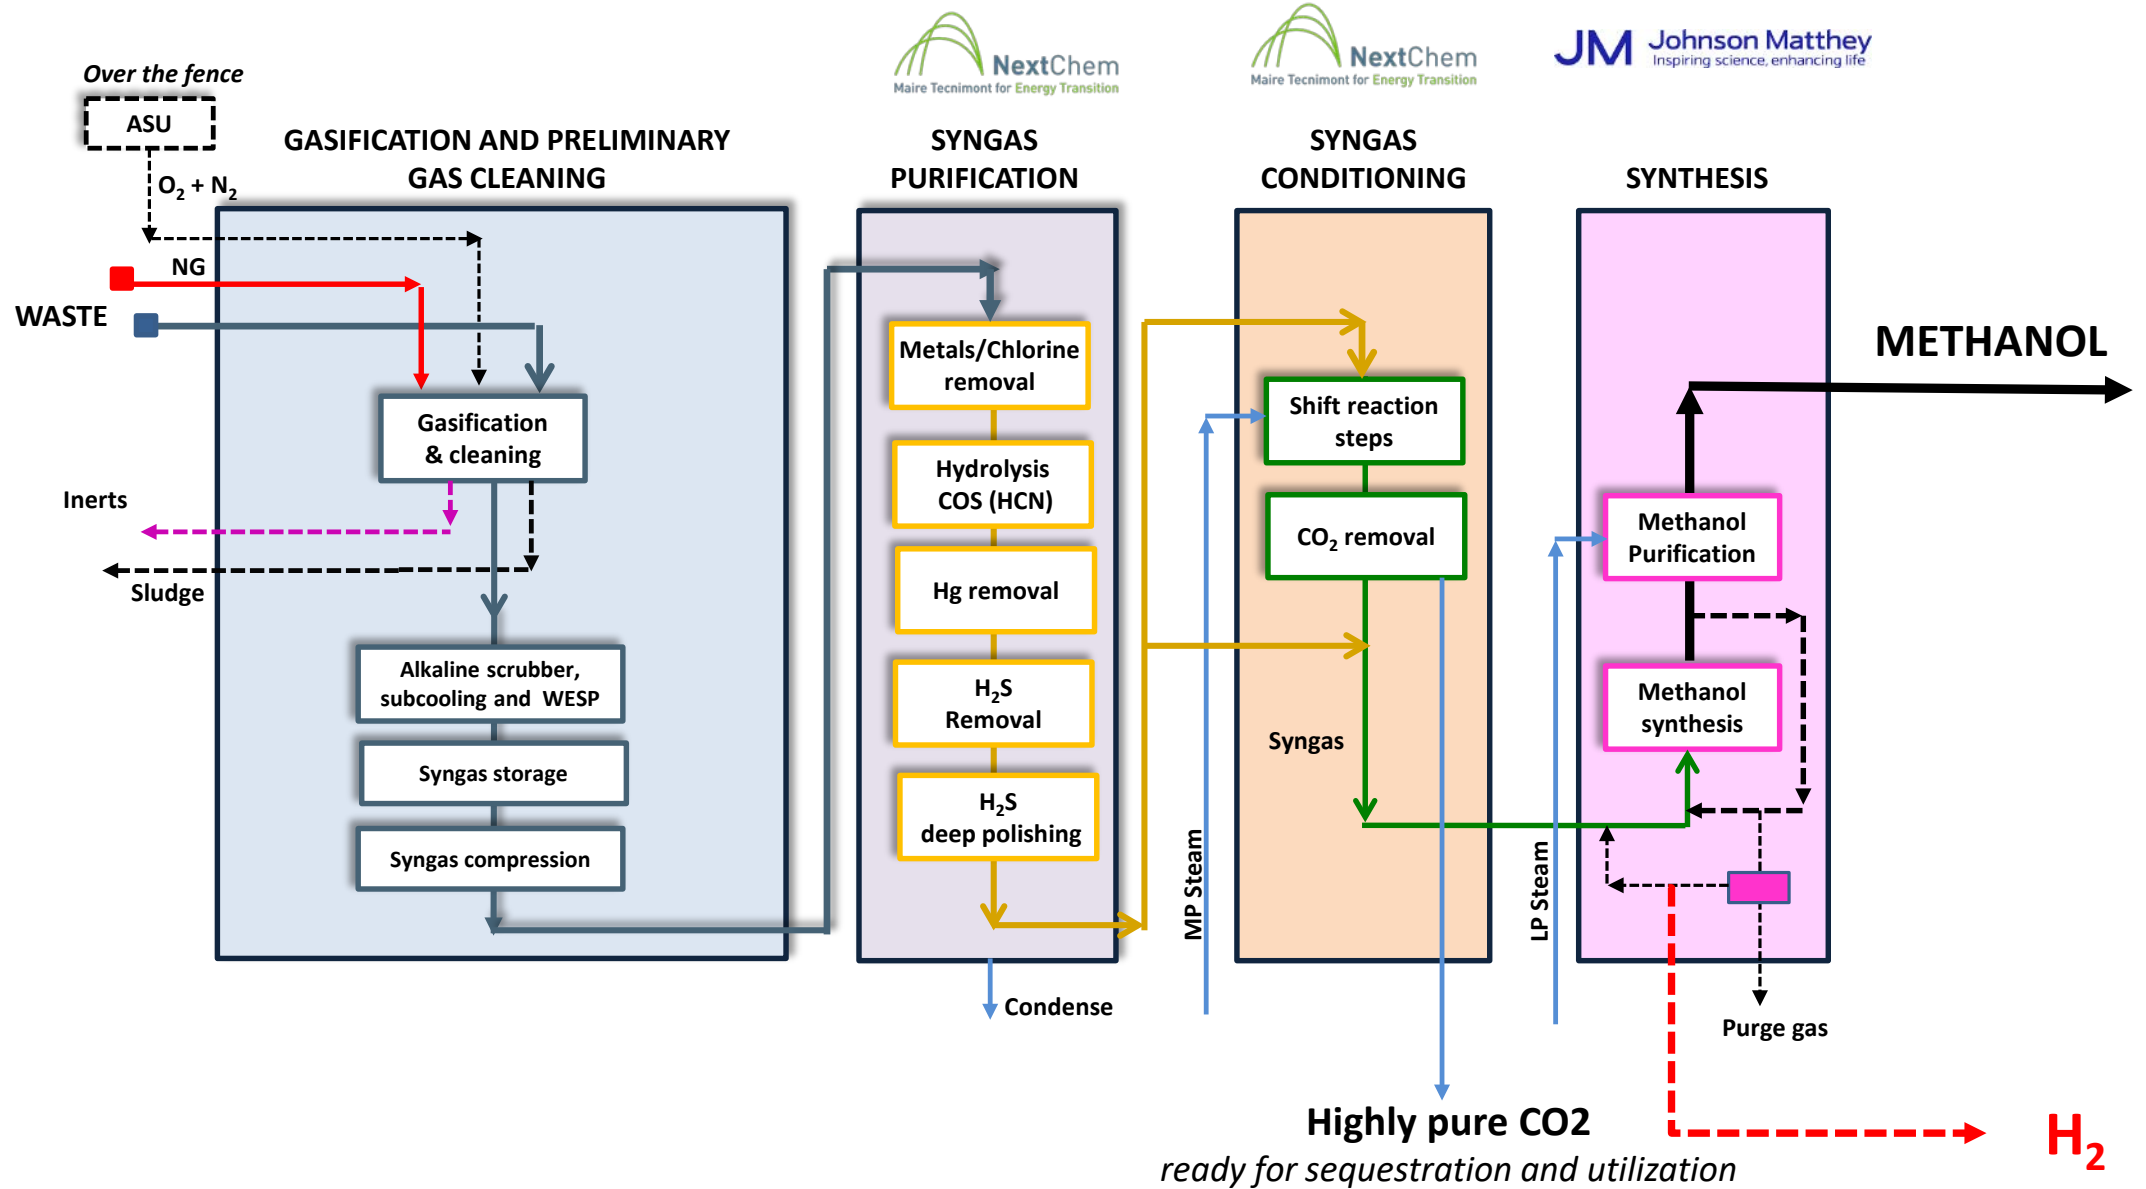 Over the fence
ASU
O2 + N2
NG
WASTE
Inerts
Sludge
GASIFICATION AND PRELIMINARY
GAS CLEANING
Gasification
& cleaning
Alkaline scrubber,
subcooling and WESP
Syngas storage
Syngas compression
NextChem
Maire Tecnimont for Energy Transition
SYNGAS
PURIFICATION
Metals/Chlorine
removal
Hydrolysis
COS (HCN)
Hg removal
H2S
Removal
H2S
deep polishing
Condense
NextChem
Maire Tecnimont for Energy Transition
SYNGAS
CONDITIONING
MP Steam
Shift reaction
steps
CO2 removal
Syngas
Highly pure CO2
ready for sequestration and utilization
JM Johnson Matthey
Inspiring science, enhancing life
SYNTHESIS
LP Steam
Methanol
Purification
Methanol
synthesis
Purge gas
METHANOL
H2